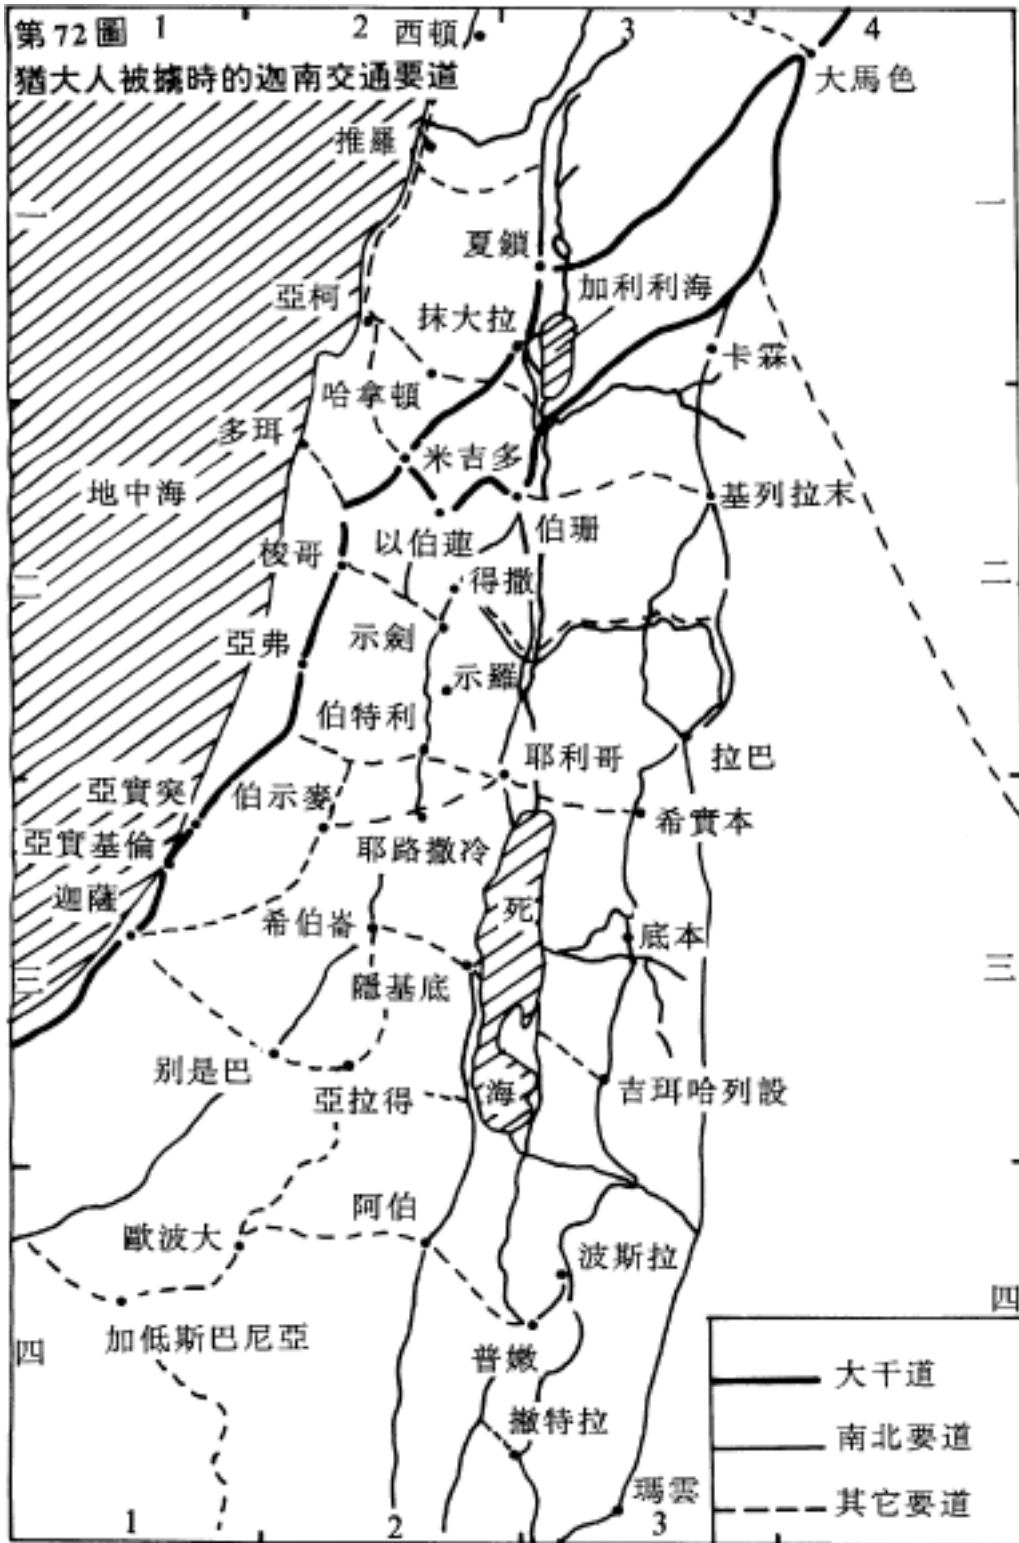 第72圖
1
2
西頓
3
4
猶大人被擄時的迦南交通要道
大馬色
推羅
一
一
夏鎖
加利利海
亞柯
抹大拉
卡霖
哈拿頓
多珥
米吉多
地中海
基列拉末
以伯蓮
伯珊
梭哥
得撒
二
二
示劍
亞弗
示羅
伯特利
耶利哥
拉巴
亞實突
伯示麥
希實本
亞實基倫
耶路撒冷
迦薩
希伯崙
死
底本
三
三
隱基底
別是巴
亞拉得
海
吉珥哈列設
阿伯
歐波大
波斯拉
四
四
加低斯巴尼亞
普嫩
大干道
撒特拉
南北要道
瑪雲
其它要道
1
2
3